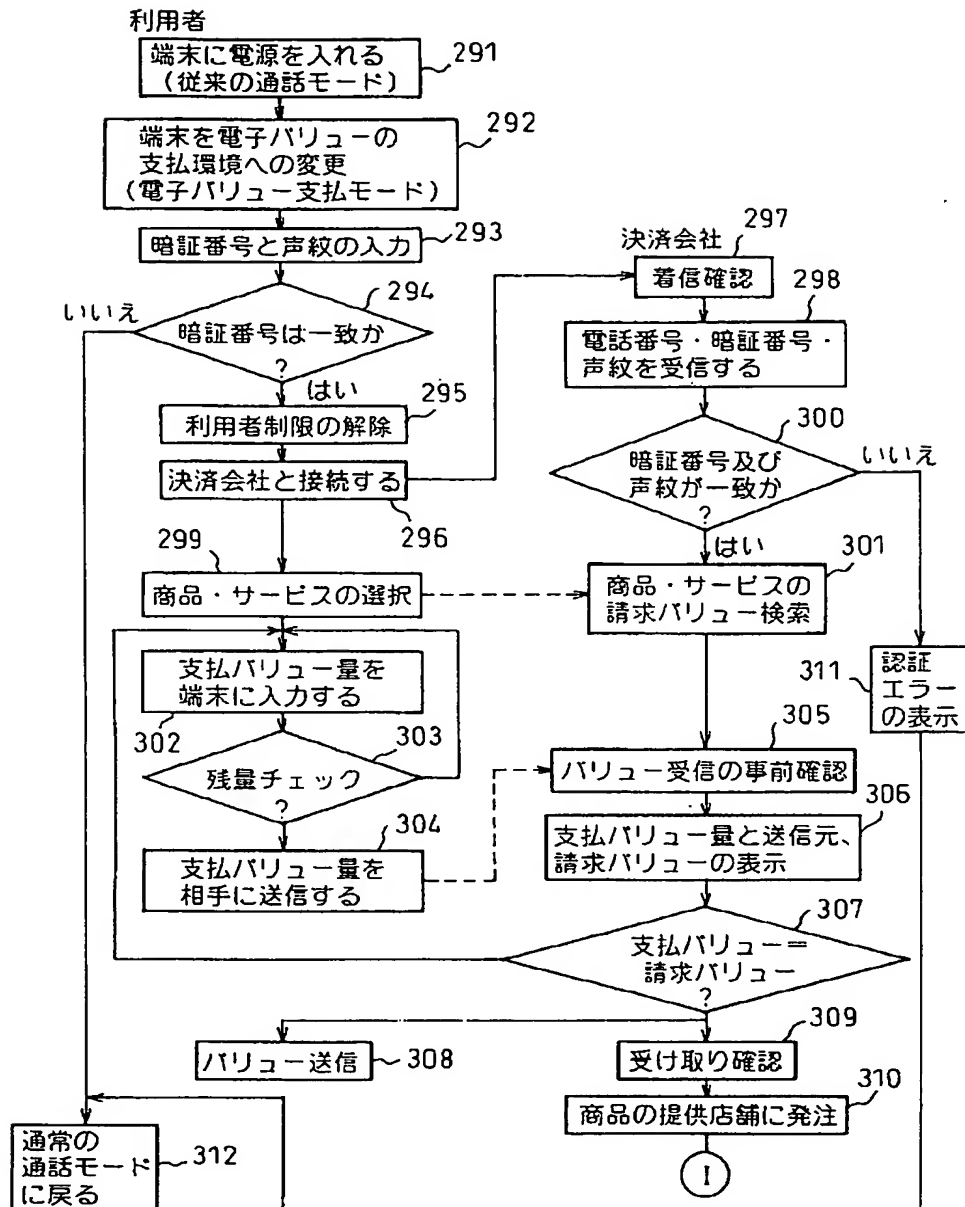 利用者
端末に電源を入れる
(従来の通話モード)
291
端末を電子バリューの
支払環境への変更
(電子バリュー支払モード)
292
暗証番号と声紋の入力
293
294
いいえ
暗証番号は一致か
?
はい
295
利用者制限の解除
決済会社と接続する
296
299
商品・サービスの選択
支払バリュー量を
端末に入力する
302
303
残量チェック
?
304
支払バリュー量を
相手に送信する
決済会社
297
着信確認
298
電話番号・暗証番号・
声紋を受信する
300
暗証番号及び
声紋が一致か
?
いいえ
はい
301
商品・サービスの
請求バリュー検索
311
認証
エラー
の表示
305
バリュー受信の事前確認
306
支払バリュー量と送信元、
請求バリューの表示
307
支払バリュー=
請求バリュー
?
バリュー送信
308
309
受け取り確認
310
商品の提供店舗に発注
I
通常の
通話モード
に戻る
312